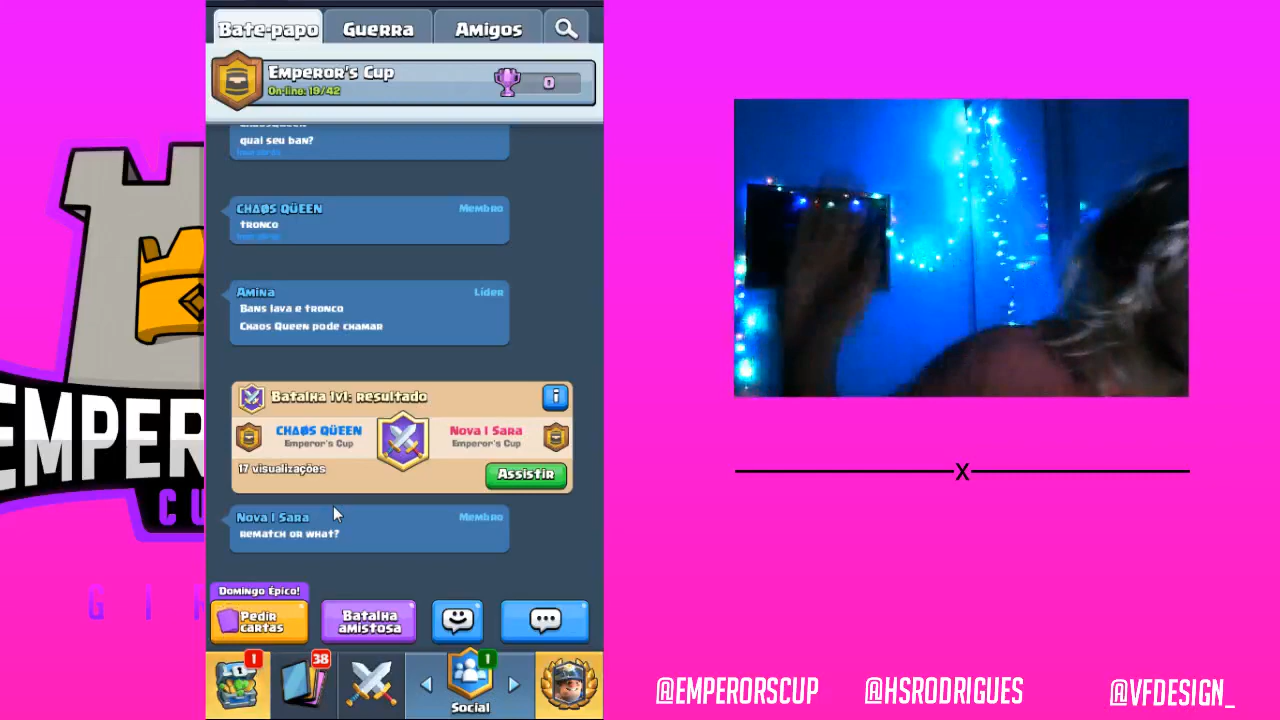 Bate-papo
Guerra
Amigos
Emperor's Cup
On-line: 19/42
0
qual seu ban?
CHAØS QÜEEN
Membro
tronco
Amina
Líder
Bans lava e tronco
Chaos Queen pode chamar
Batalha 1v1: resultado
i
CHAØS QÜEEN
Emperor's Cup
Nova | Sara
Emperor's Cup
17 visualizações
Assistir
Nova | Sara
Membro
rematch or what?
Domingo Épico!
Pedir
cartas
Batalha
amistosa
1
38
1
Social
EMPER
CU
G I
X
@EMPERORSCUP
@HSRODRIGUES
@VFDESIGN_